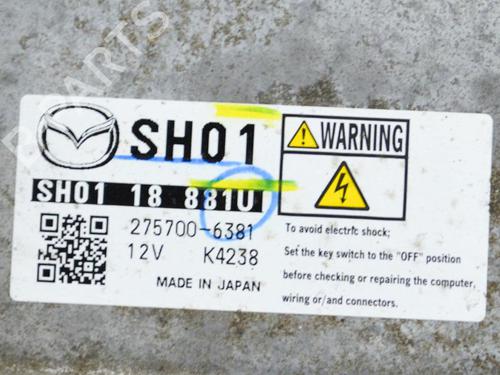 B PARTS
SH01
SH01 18 881U
275700-6381
12V K4238
MADE IN JAPAN
WARNING
To avoid electric shock;
Set the key switch to the "OFF" position
before checking or repairing the computer,
wiring or/and connectors.